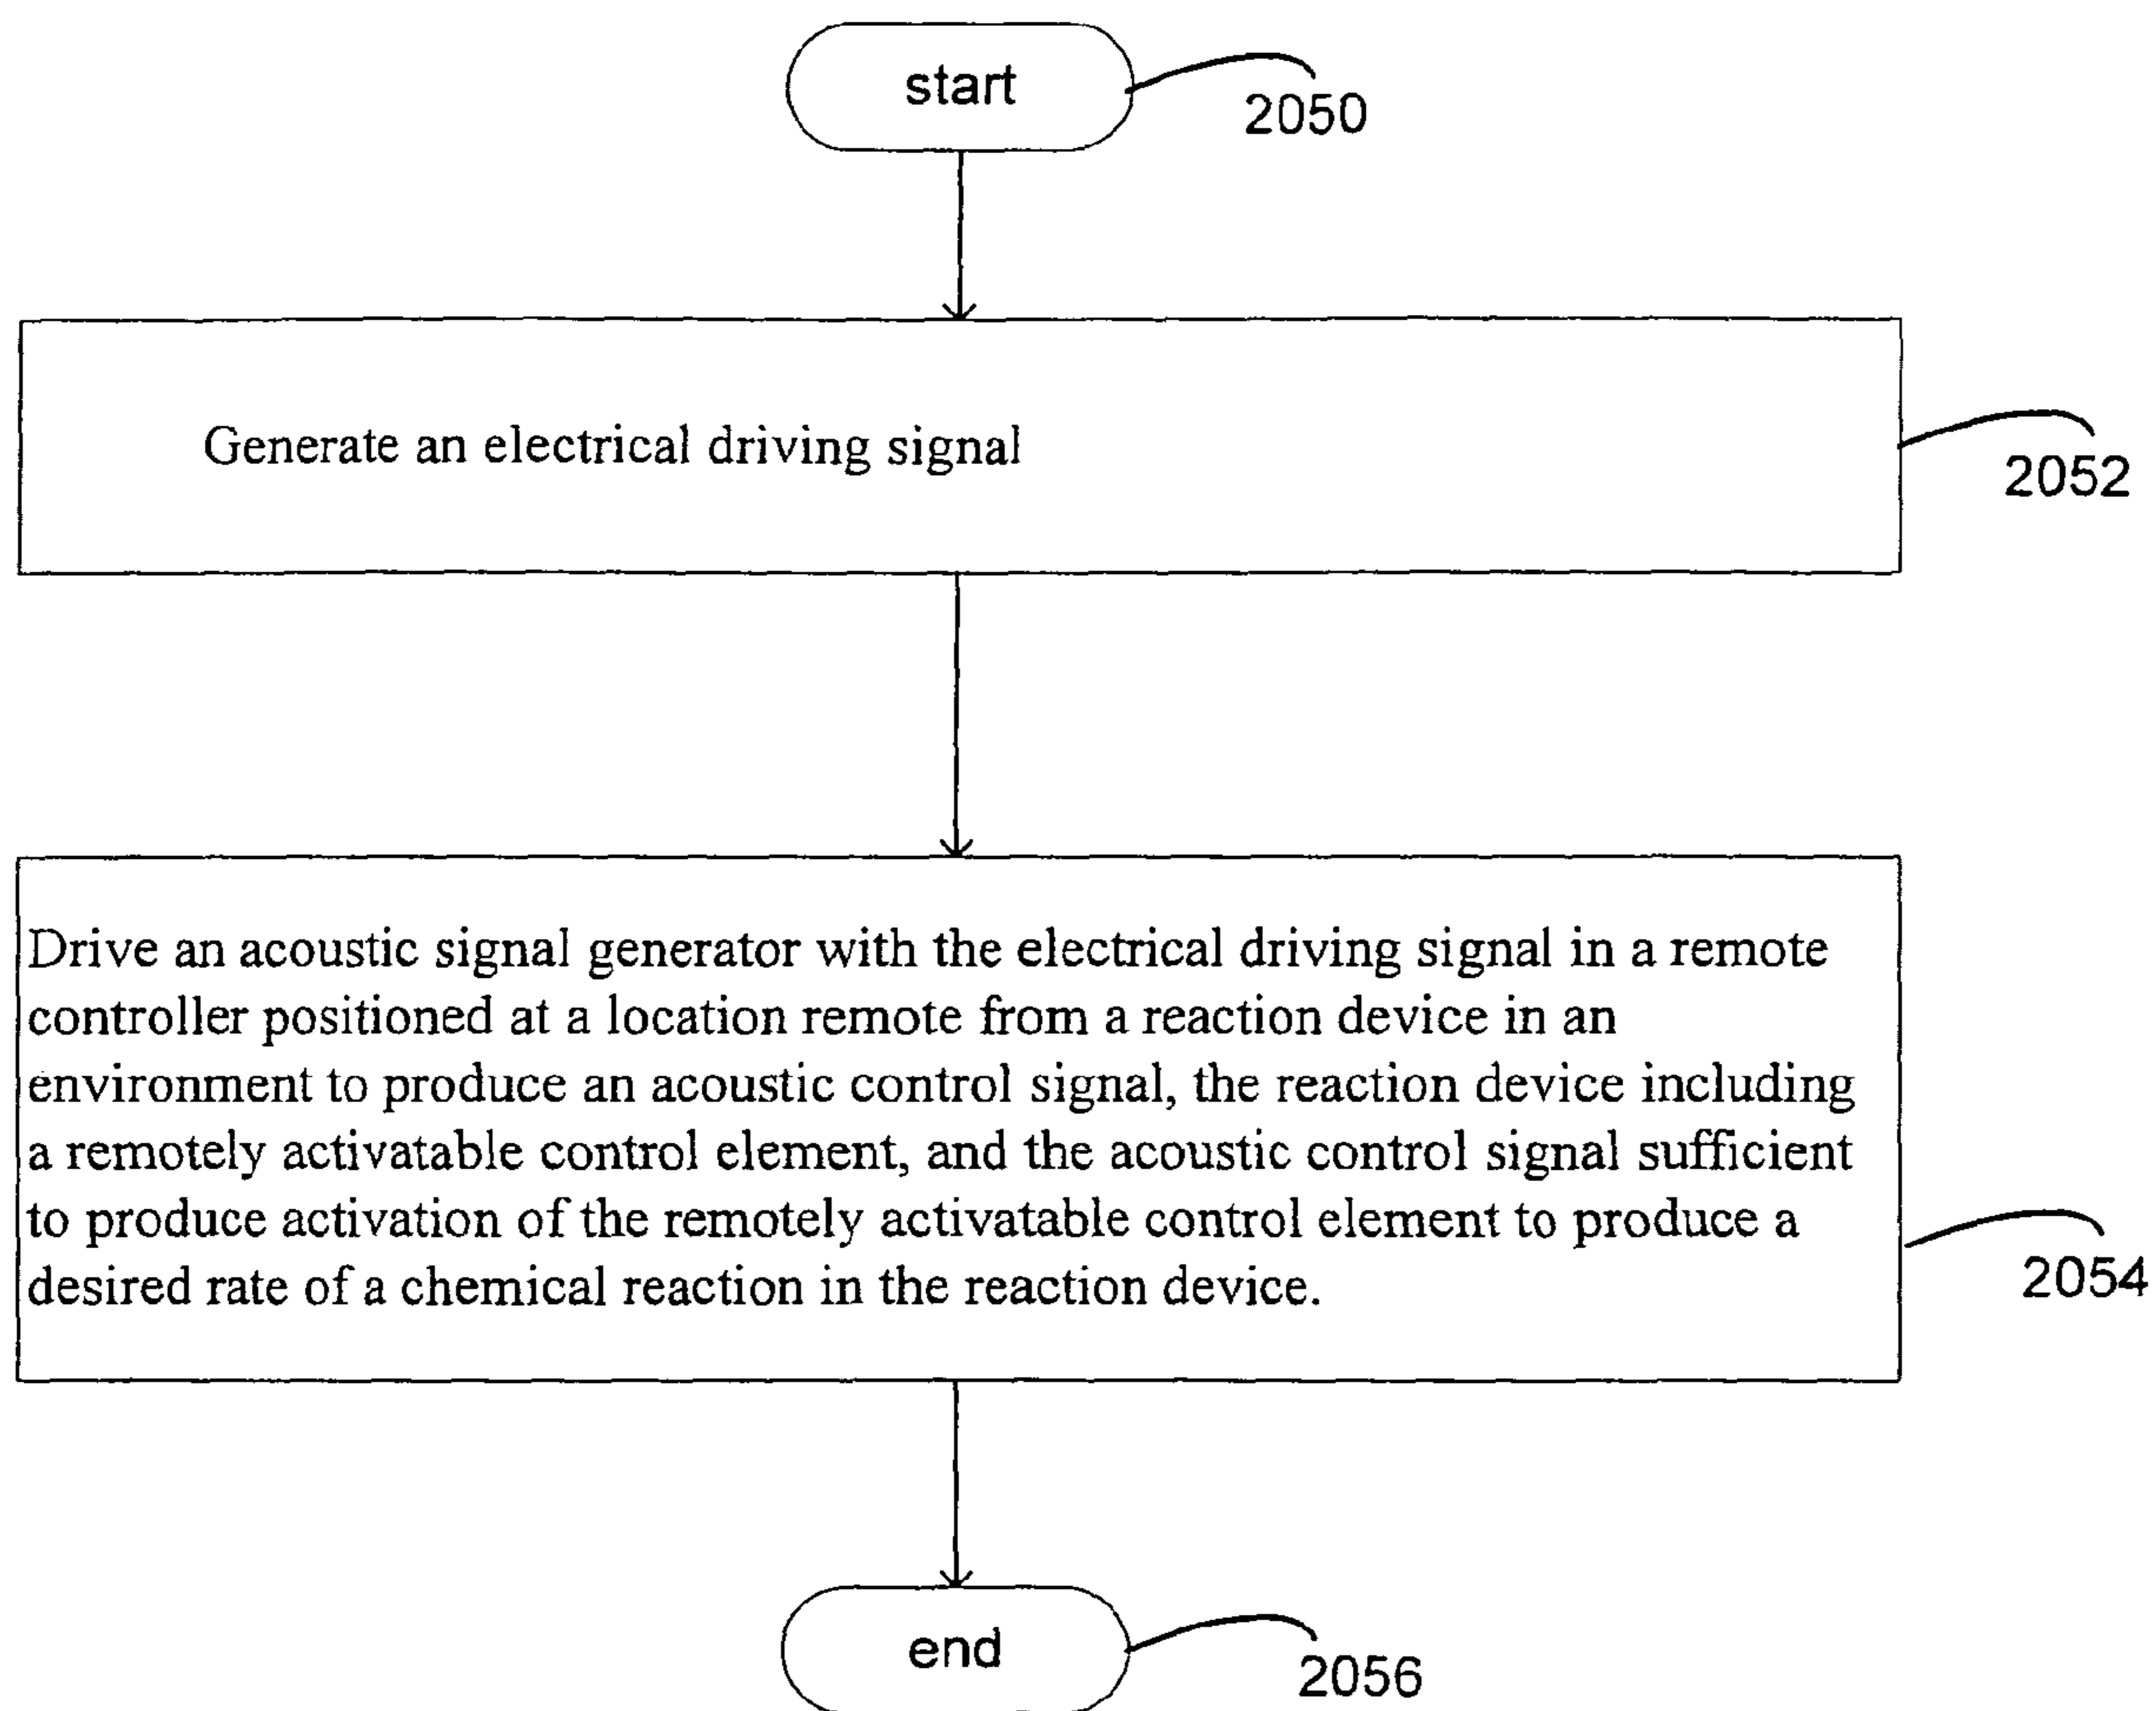 start
2050
Generate an electrical driving signal
2052
Drive an acoustic signal generator with the electrical driving signal in a remote
controller positioned at a location remote from a reaction device in an
environment to produce an acoustic control signal, the reaction device including
a remotely activatable control element, and the acoustic control signal sufficient
to produce activation of the remotely activatable control element to produce a
desired rate of a chemical reaction in the reaction device.
2054
end
2056